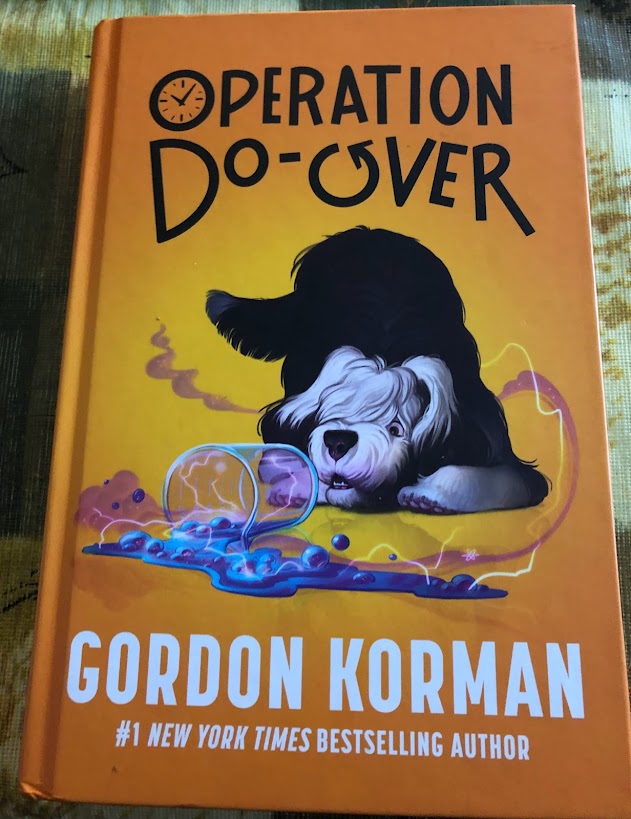 OPERATION
DO-OVER
GORDON KORMAN
#1 NEW YORK TIMES BESTSELLING AUTHOR